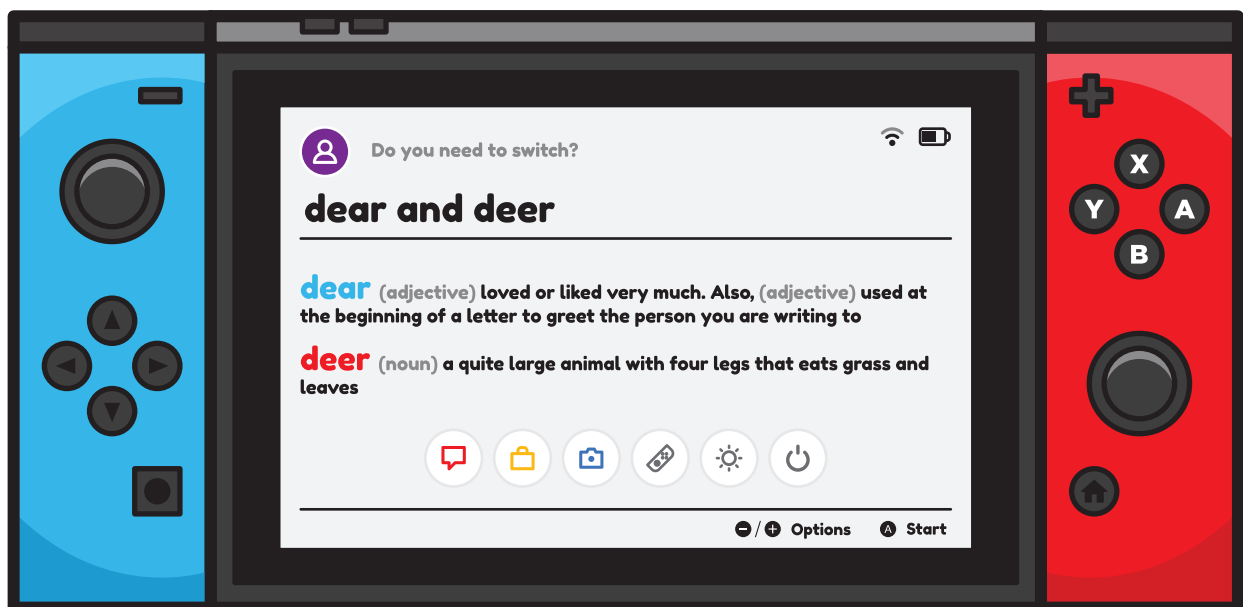 Do you need to switch?
dear and deer
dear (adjective) loved or liked very much. Also, (adjective) used at
the beginning of a letter to greet the person you are writing to
deer (noun) a quite large animal with four legs that eats grass and
leaves
X
Y A
B
/ Options A Start